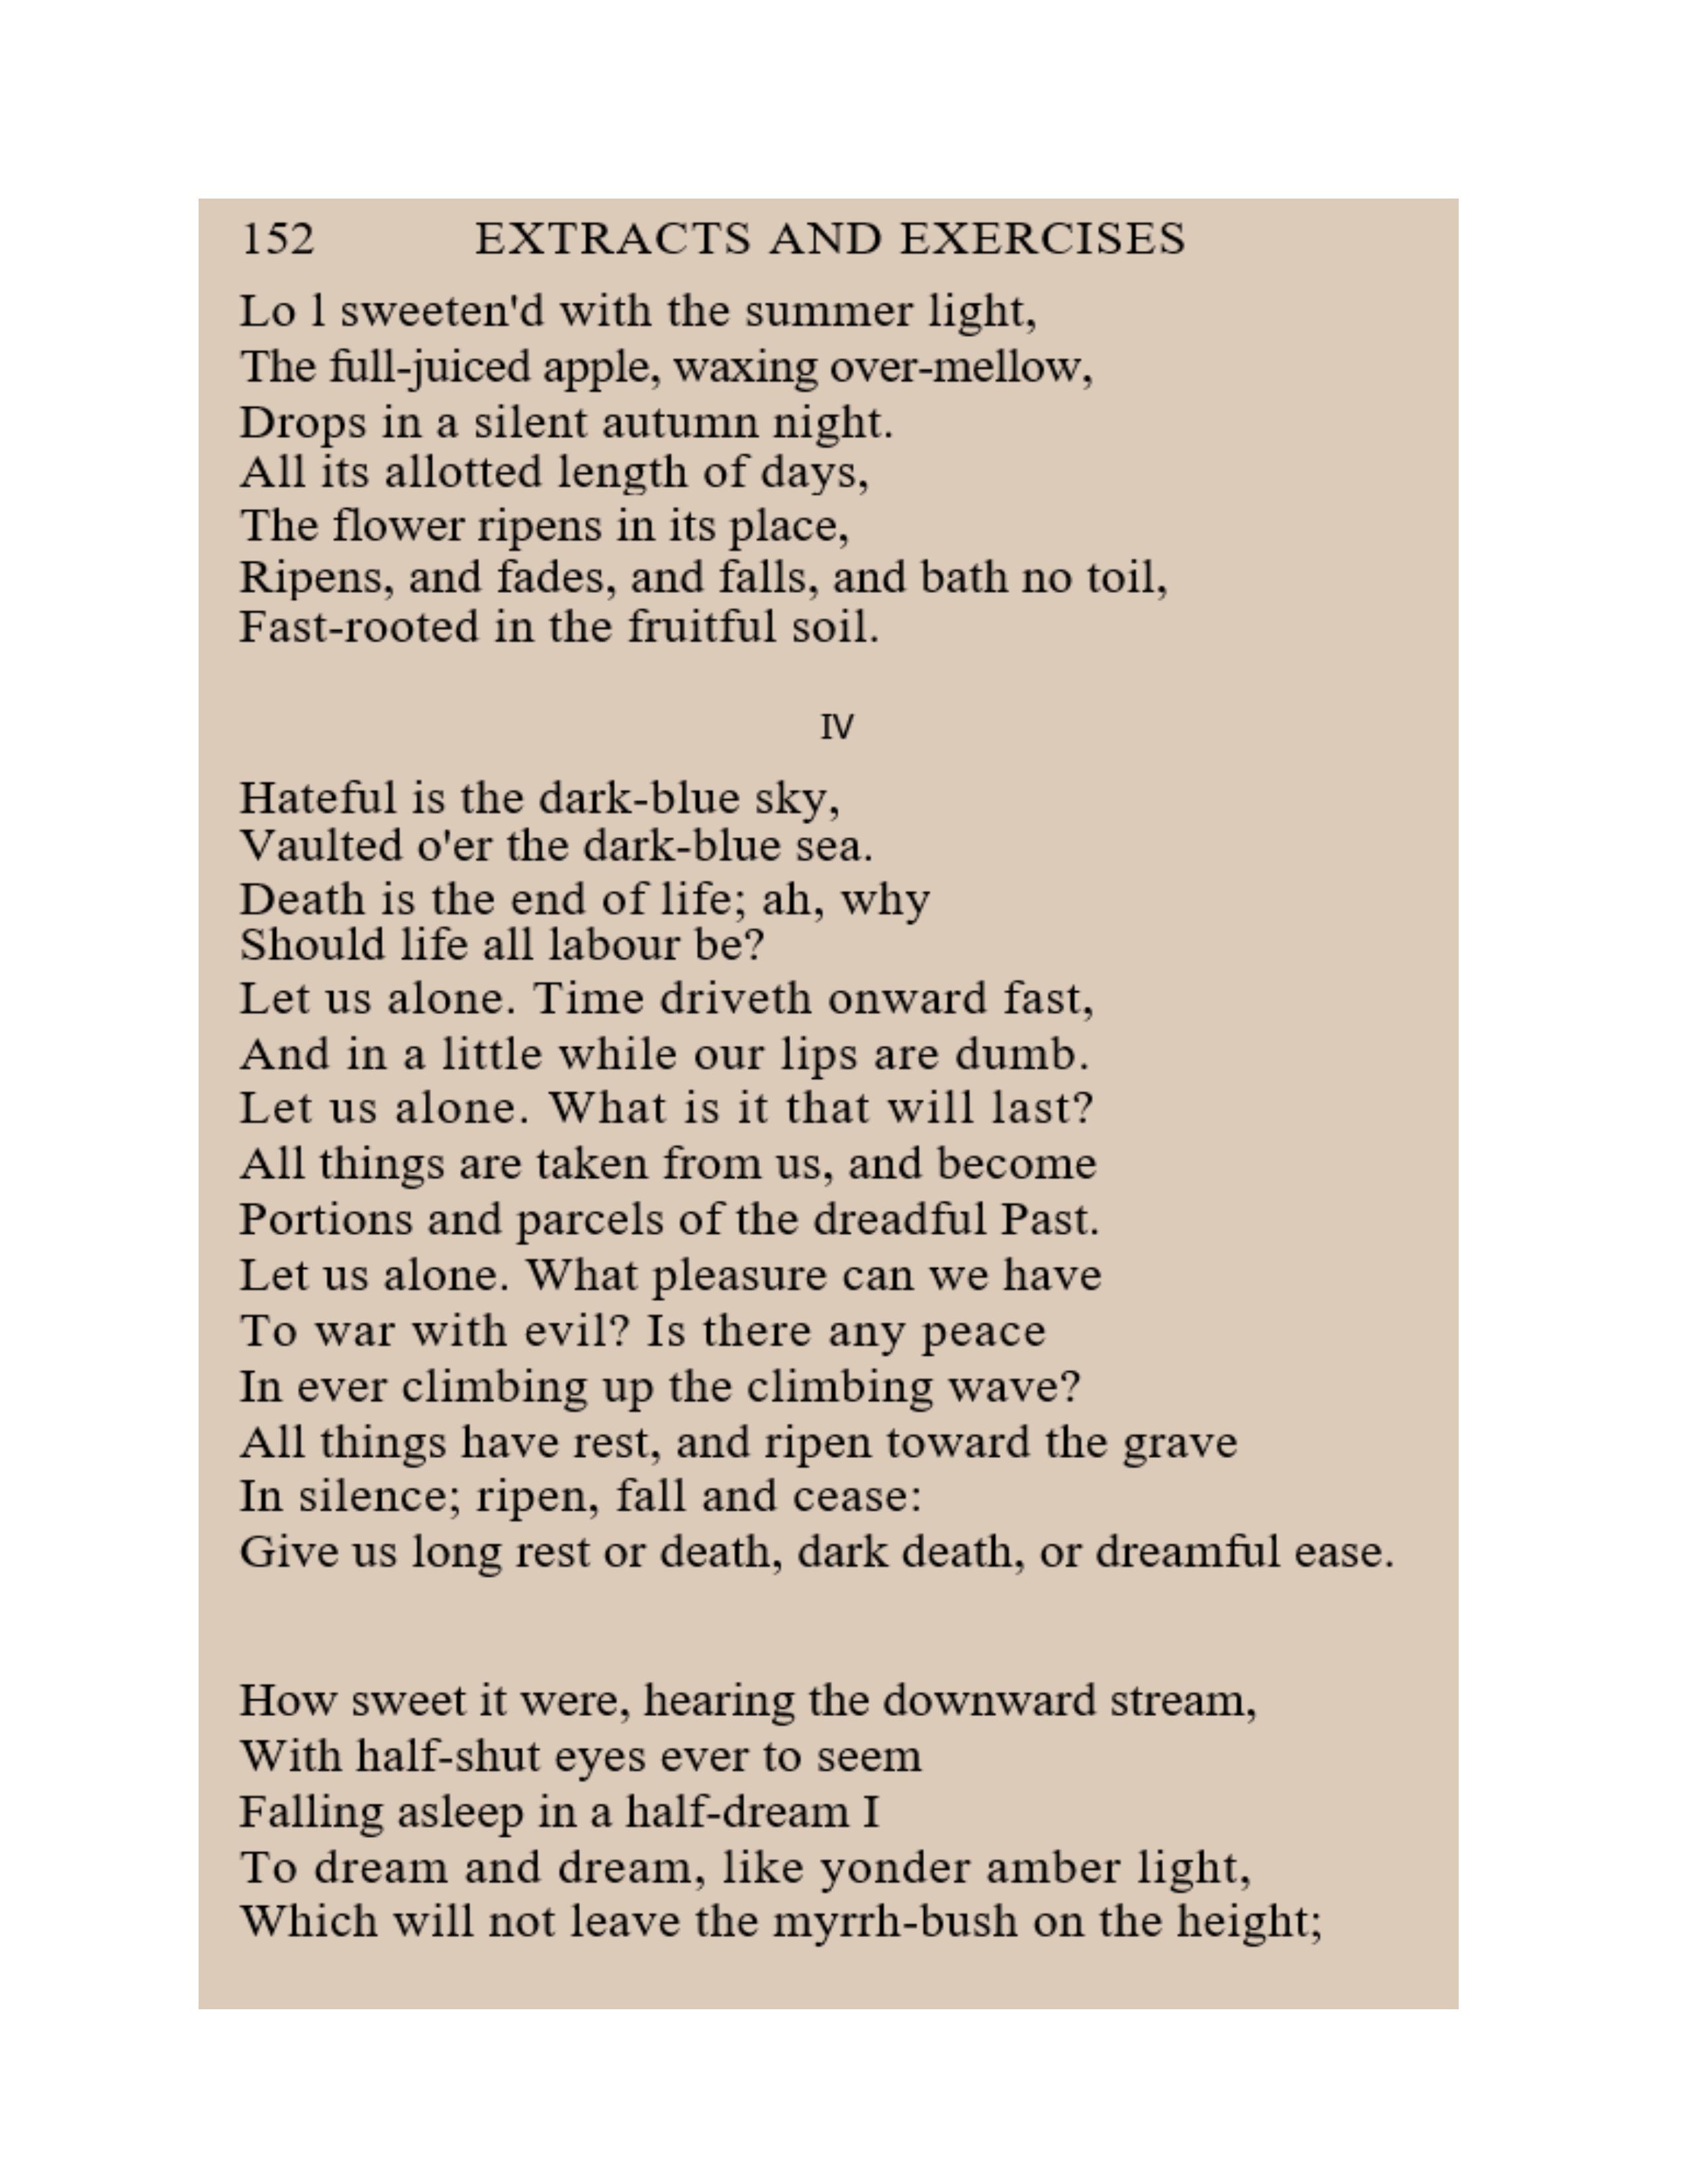 152 EXTRACTS AND EXERCISES
Lo l sweeten'd with the summer light,
The full-juiced apple, waxing over-mellow,
Drops in a silent autumn night.
All its allotted length of days,
The flower ripens in its place,
Ripens, and fades, and falls, and bath no toil,
Fast-rooted in the fruitful soil.
IV
Hateful is the dark-blue sky,
Vaulted o'er the dark-blue sea.
Death is the end of life; ah, why
Should life all labour be?
Let us alone. Time driveth onward fast,
And in a little while our lips are dumb.
Let us alone. What is it that will last?
All things are taken from us, and become
Portions and parcels of the dreadful Past.
Let us alone. What pleasure can we have
To war with evil? Is there any peace
In ever climbing up the climbing wave?
All things have rest, and ripen toward the grave
In silence; ripen, fall and cease:
Give us long rest or death, dark death, or dreamful ease.
How sweet it were, hearing the downward stream,
With half-shut eyes ever to seem
Falling asleep in a half-dream I
To dream and dream, like yonder amber light,
Which will not leave the myrrh-bush on the height;